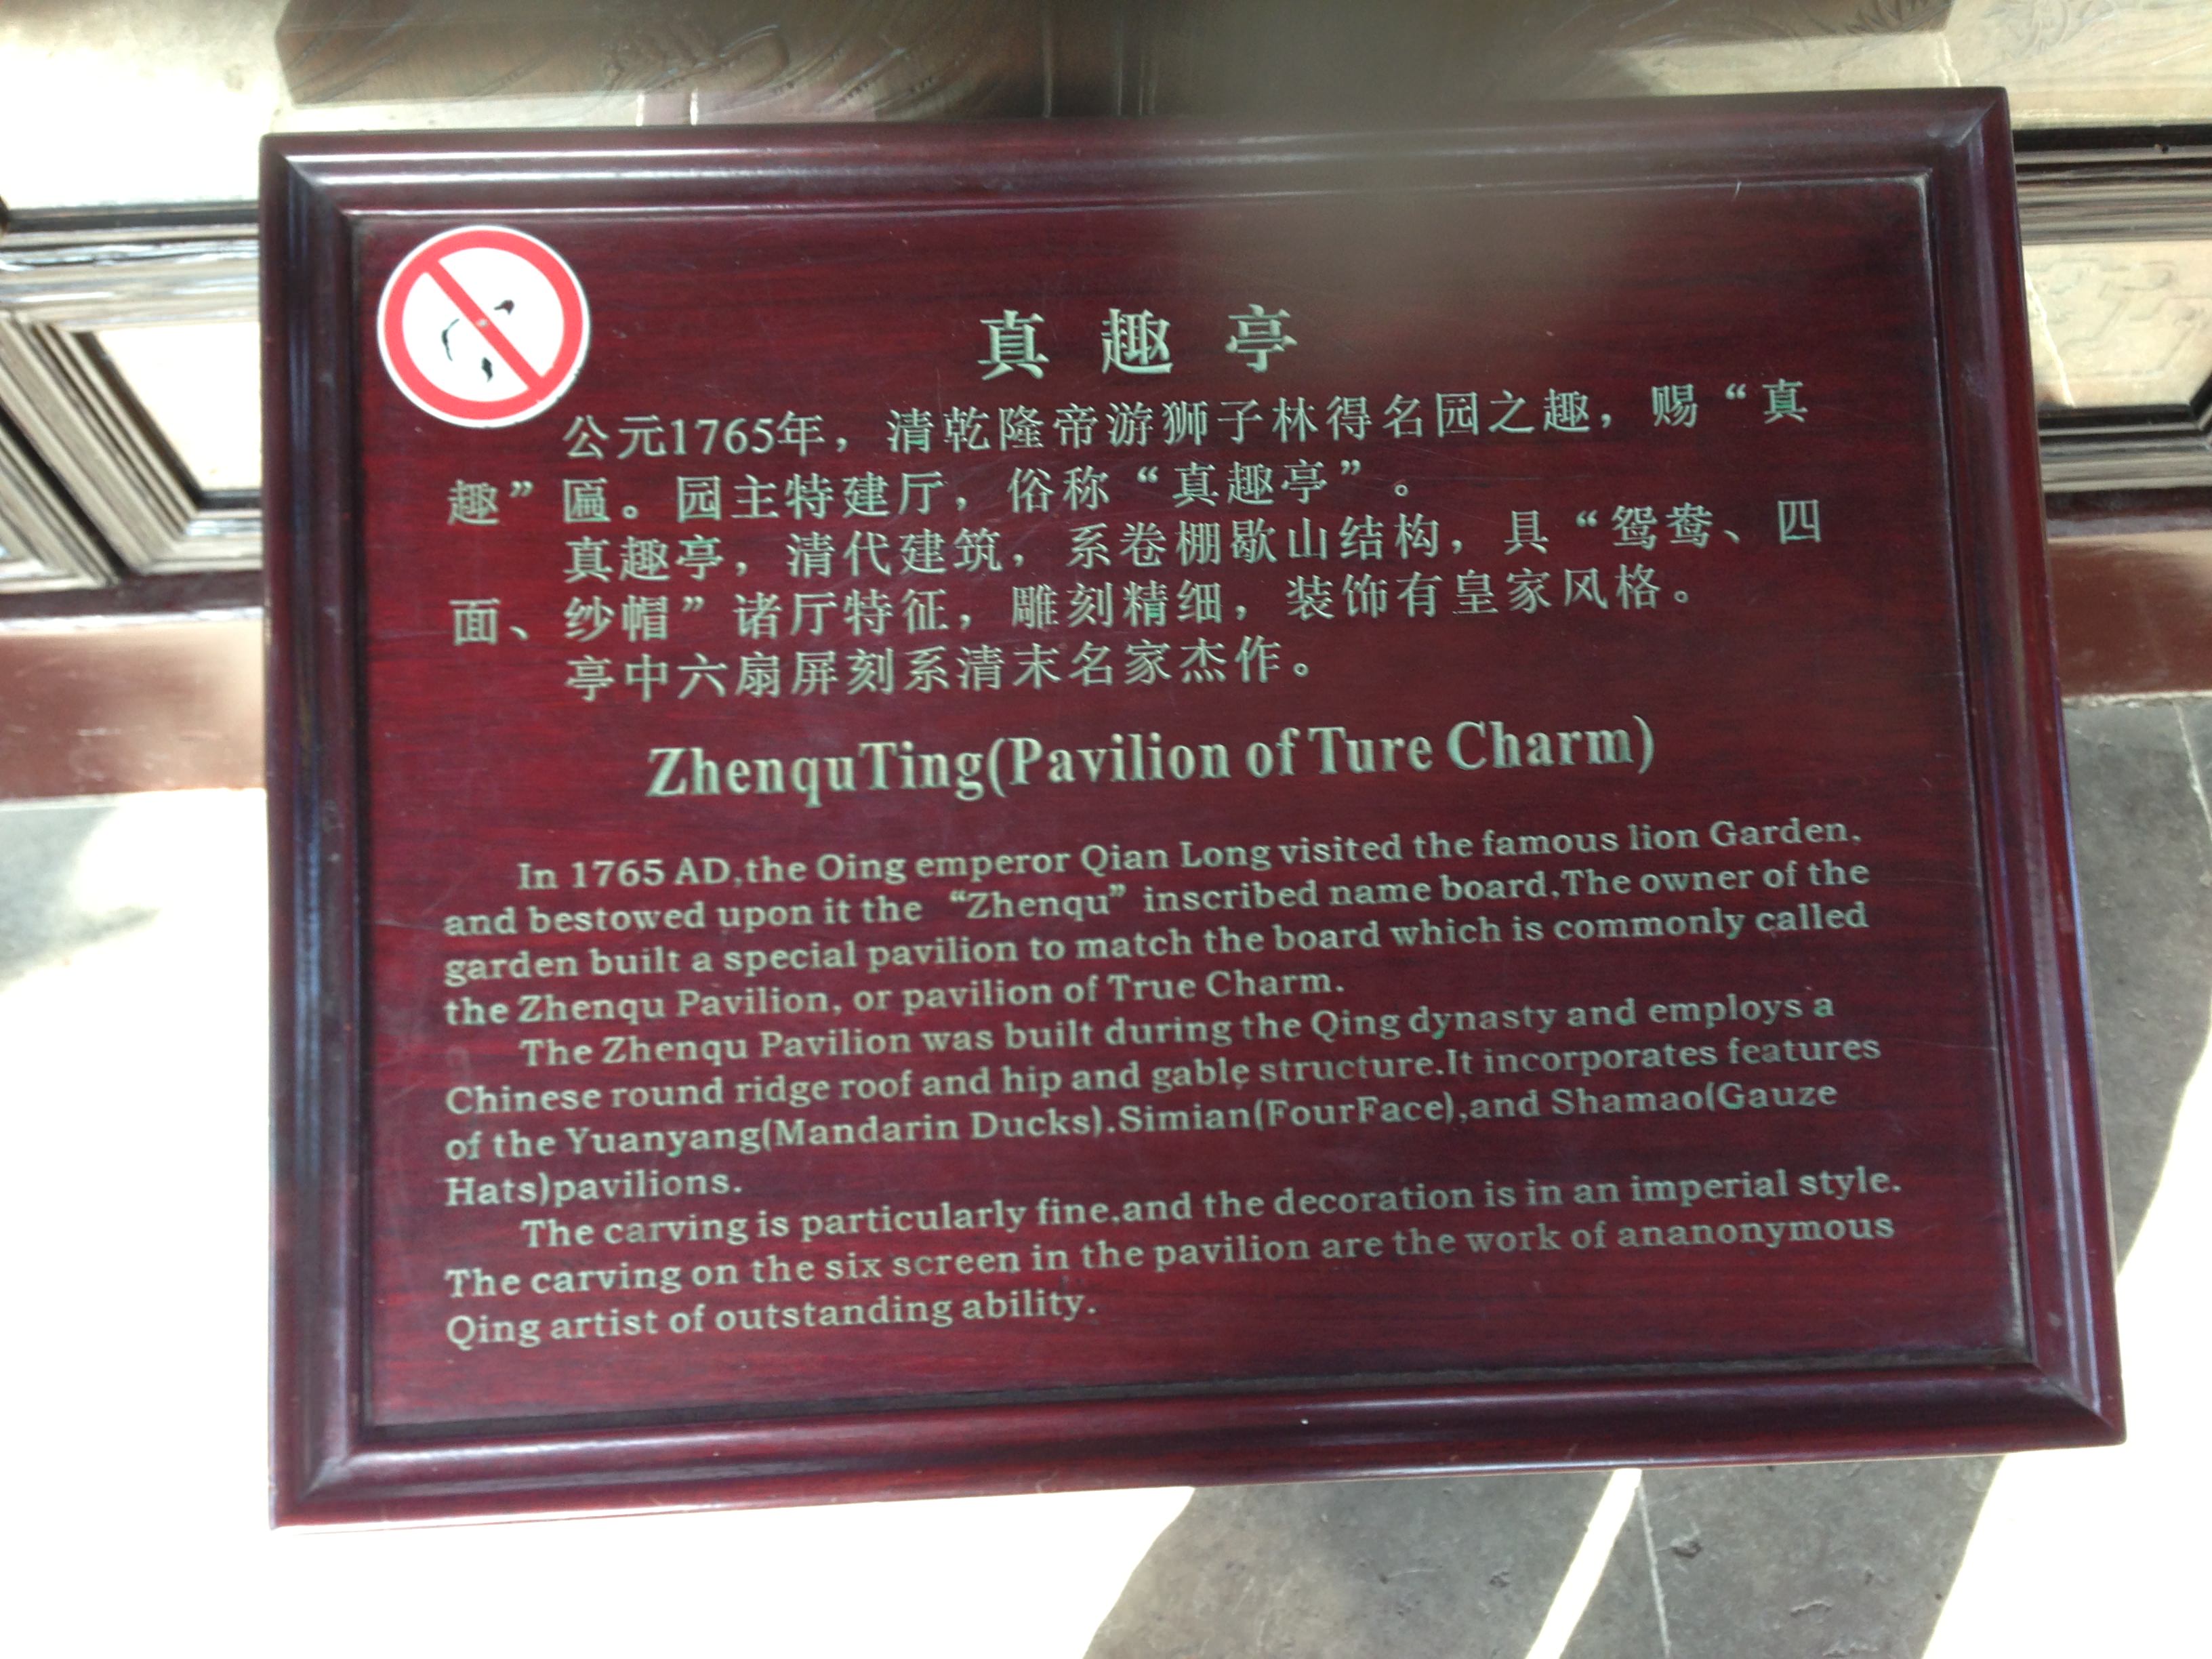 真趣亭
公元1765年，清乾隆帝游狮子林得名园之趣，赐“真
趣”匾。园主特建厅，俗称“真趣亭”。
真趣亭，清代建筑，系卷棚歇山结构，具“鸳鸯、四
面、纱帽”诸厅特征，雕刻精细，装饰有皇家风格。
亭中六扇屏刻系清末名家杰作。
ZhenquTing(Pavilion of Ture Charm)
In 1765 AD,the Oing emperor Qian Long visited the famous lion Garden,
and bestowed upon it the “Zhenqu” inscribed name board,The owner of the
garden built a special pavilion to match the board which is commonly called
the Zhenqu Pavilion, or pavilion of True Charm.
The Zhenqu Pavilion was built during the Qing dynasty and employs a
Chinese round ridge roof and hip and gable structure.It incorporates features
of the Yuanyang(Mandarin Ducks).Simian(FourFace),and Shamao(Gauze
Hats)pavilions.
The carving is particularly fine,and the decoration is in an imperial style.
The carving on the six screen in the pavilion are the work of ananonymous
Qing artist of outstanding ability.